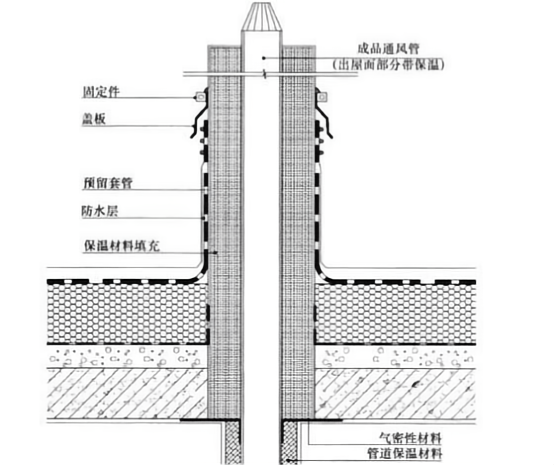 成品通风管
(出屋面部分带保温)
固定件
盖板
预留套管
防水层
保温材料填充
气密性材料
管道保温材料